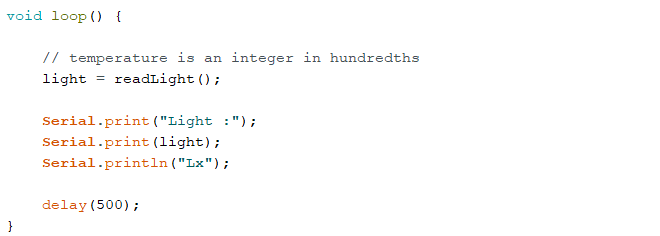 void loop() {
// temperature is an integer in hundredths
light = readLight();
Serial.print("Light :");
Serial.print(light);
Serial.println("Lx");
delay(500);
}